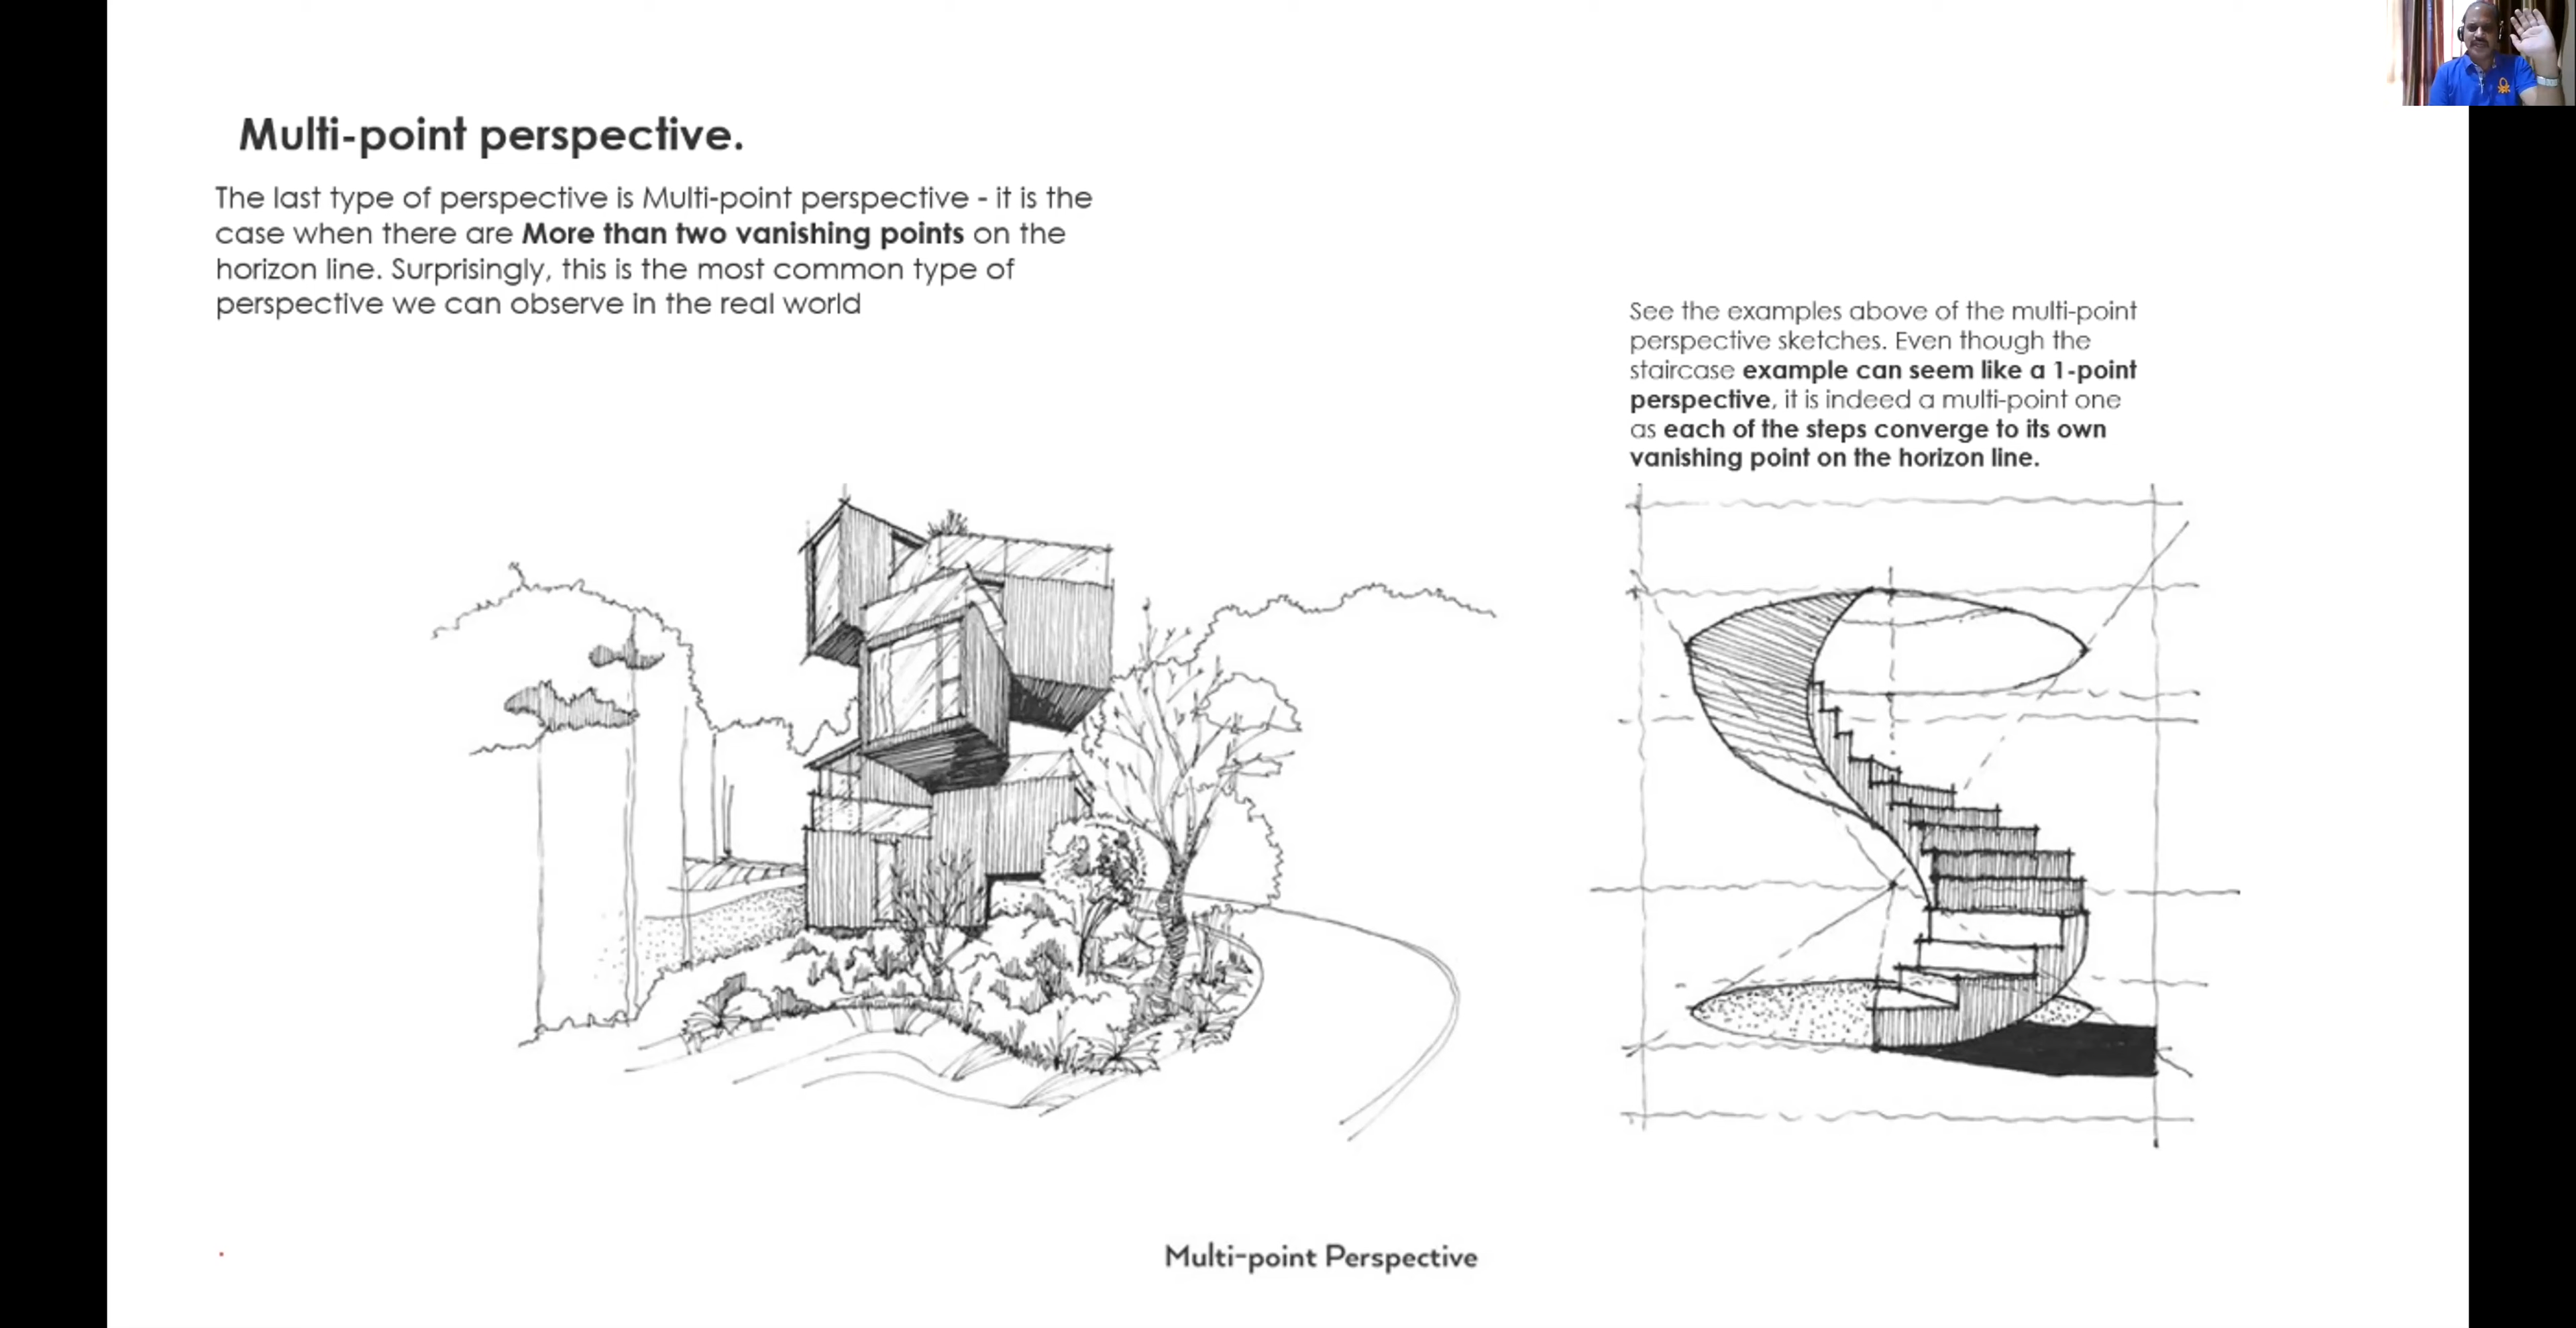 Multi-point perspective.
The last type of perspective is Multi-point perspective - it is the
case when there are More than two vanishing points on the
horizon line. Surprisingly, this is the most common type of
perspective we can observe in the real world
See the examples above of the multi-point
perspective sketches. Even though the
staircase example can seem like a 1-point
perspective, it is indeed a multi-point one
as each of the steps converge to its own
vanishing point on the horizon line.
Multi-point Perspective